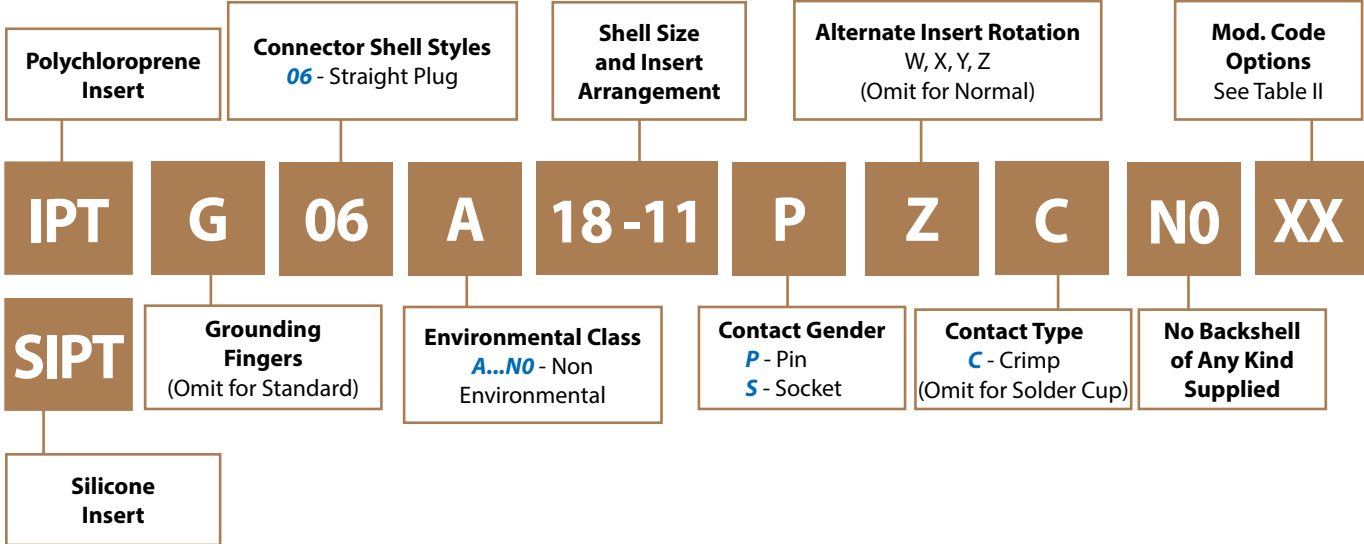 Polychloroprene
Insert
Connector Shell Styles
06 - Straight Plug
Shell Size
and Insert
Arrangement
Alternate Insert Rotation
W, X, Y, Z
(Omit for Normal)
Mod. Code
Options
See Table II
IPT G 06 A 18-11 P Z C N0 XX
SIPT
Grounding
Fingers
(Omit for Standard)
Environmental Class
A...N0 - Non
Environmental
Contact Gender
P - Pin
S - Socket
Contact Type
C - Crimp
(Omit for Solder Cup)
No Backshell
of Any Kind
Supplied
Silicone
Insert